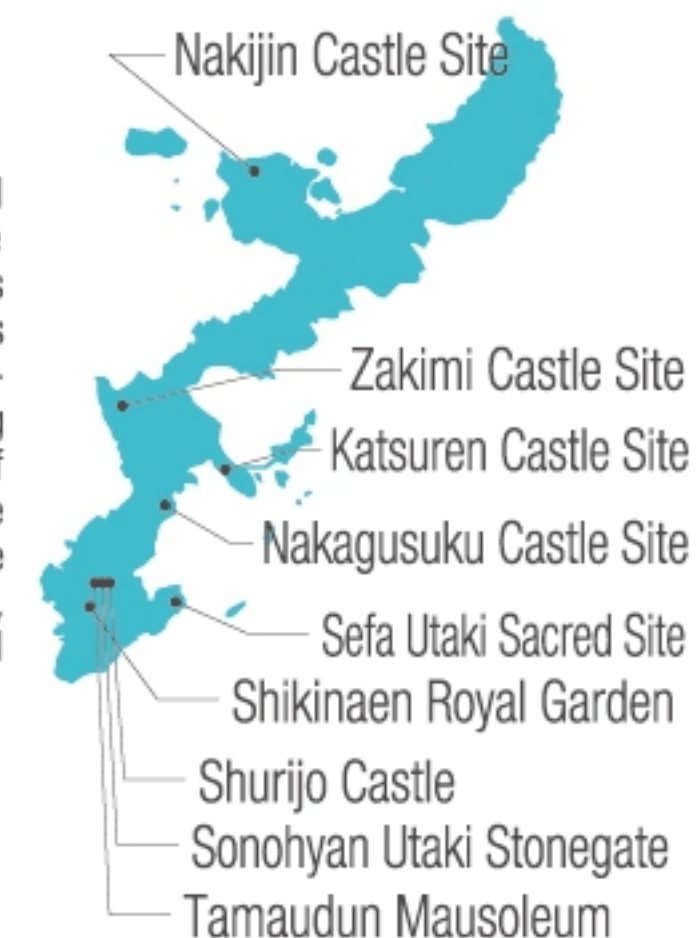 Nakijin Castle Site
Zakimi Castle Site
Katsuren Castle Site
Nakagusuku Castle Site
Sefa Utaki Sacred Site
Shikinaen Royal Garden
Shurijo Castle
Sonohyan Utaki Stonegate
Tamaudun Mausoleum